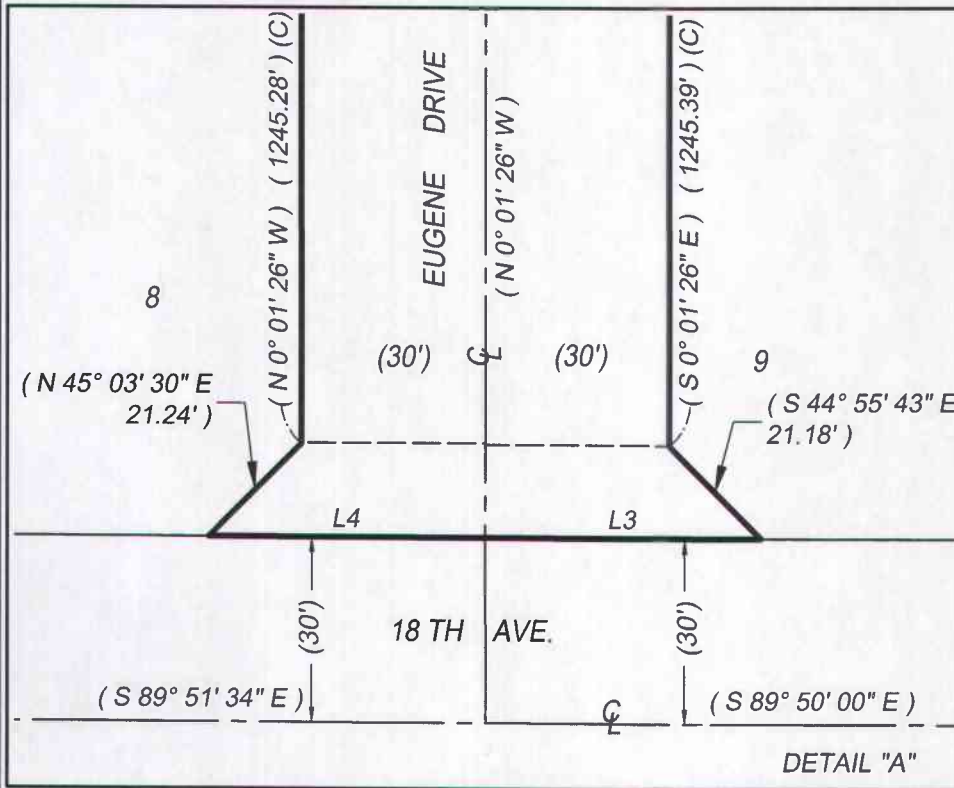 ( N 0° 01' 26" W ) ( 1245.28' ) (C)
EUGENE DRIVE
( N 0° 01' 26" W )
( S 0° 01' 26" E ) ( 1245.39' ) (C)
8
(30')
℄
(30')
9
( N 45° 03' 30" E
21.24' )
( S 44° 55' 43" E
21.18' )
L4
L3
(30')
18 TH AVE.
(30')
( S 89° 51' 34" E )
℄
( S 89° 50' 00" E )
DETAIL "A"